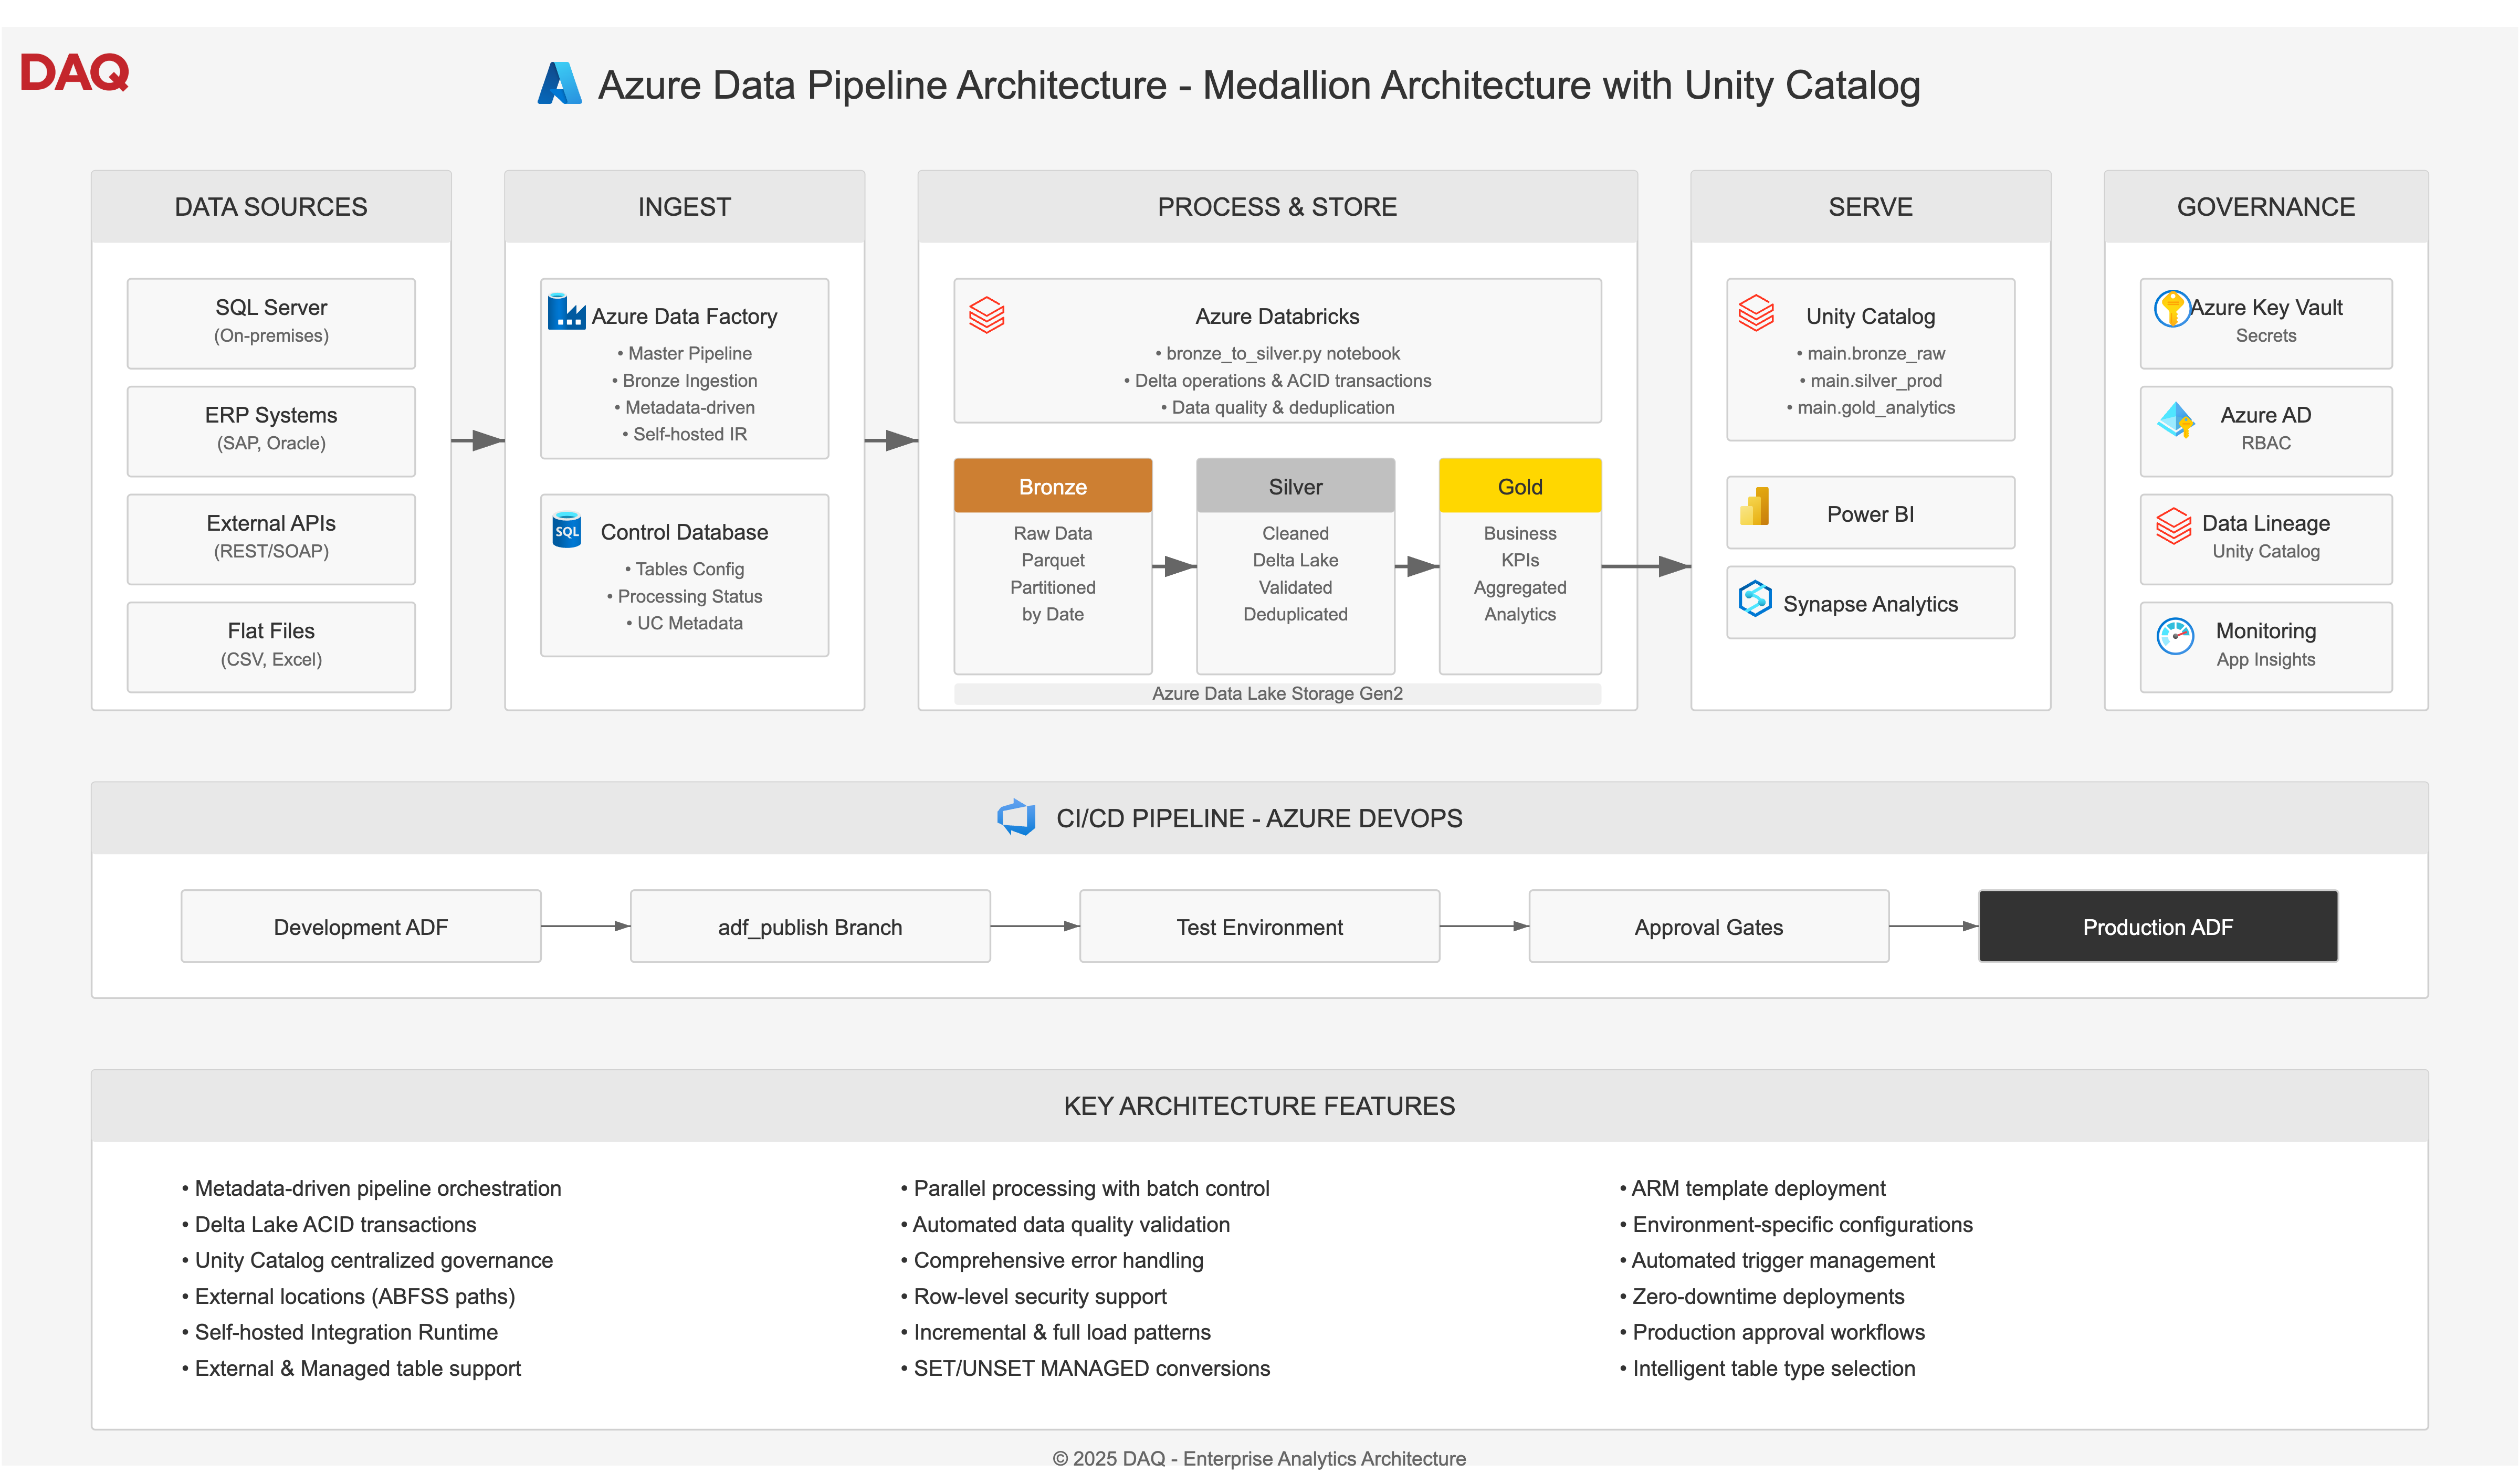 DAQ
Azure Data Pipeline Architecture - Medallion Architecture with Unity Catalog
DATA SOURCES
SQL Server
(On-premises)
ERP Systems
(SAP, Oracle)
External APIs
(REST/SOAP)
Flat Files
(CSV, Excel)
INGEST
Azure Data Factory
• Master Pipeline
• Bronze Ingestion
• Metadata-driven
• Self-hosted IR
SQL
Control Database
• Tables Config
• Processing Status
• UC Metadata
PROCESS & STORE
Azure Databricks
• bronze_to_silver.py notebook
• Delta operations & ACID transactions
• Data quality & deduplication
Bronze
Raw Data
Parquet
Partitioned
by Date
Silver
Cleaned
Delta Lake
Validated
Deduplicated
Gold
Business
KPIs
Aggregated
Analytics
Azure Data Lake Storage Gen2
SERVE
Unity Catalog
• main.bronze_raw
• main.silver_prod
• main.gold_analytics
Power BI
Synapse Analytics
GOVERNANCE
Azure Key Vault
Secrets
Azure AD
RBAC
Data Lineage
Unity Catalog
Monitoring
App Insights
CI/CD PIPELINE - AZURE DEVOPS
Development ADF
adf_publish Branch
Test Environment
Approval Gates
Production ADF
KEY ARCHITECTURE FEATURES
• Metadata-driven pipeline orchestration
• Delta Lake ACID transactions
• Unity Catalog centralized governance
• External locations (ABFSS paths)
• Self-hosted Integration Runtime
• External & Managed table support
• Parallel processing with batch control
• Automated data quality validation
• Comprehensive error handling
• Row-level security support
• Incremental & full load patterns
• SET/UNSET MANAGED conversions
• ARM template deployment
• Environment-specific configurations
• Automated trigger management
• Zero-downtime deployments
• Production approval workflows
• Intelligent table type selection
© 2025 DAQ - Enterprise Analytics Architecture